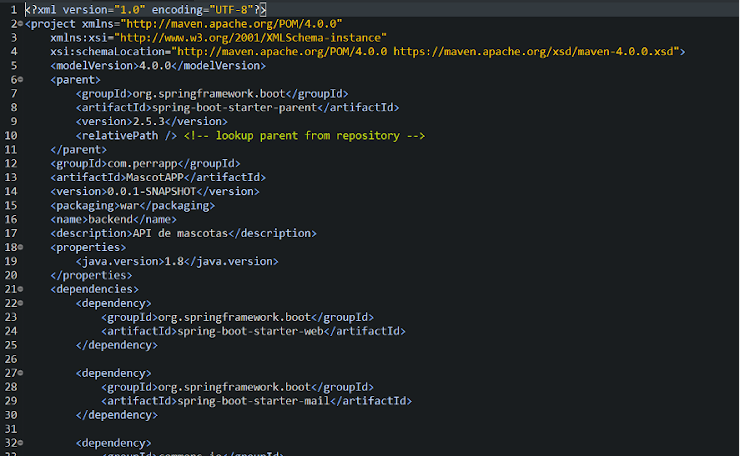 1 <?xml version="1.0" encoding="UTF-8"?>
2 <project xmlns="http://maven.apache.org/POM/4.0.0"
3     xmlns:xsi="http://www.w3.org/2001/XMLSchema-instance"
4     xsi:schemaLocation="http://maven.apache.org/POM/4.0.0 https://maven.apache.org/xsd/maven-4.0.0.xsd">
5     <modelVersion>4.0.0</modelVersion>
6     <parent>
7         <groupId>org.springframework.boot</groupId>
8         <artifactId>spring-boot-starter-parent</artifactId>
9         <version>2.5.3</version>
10         <relativePath /> <!-- lookup parent from repository -->
11     </parent>
12     <groupId>com.perrapp</groupId>
13     <artifactId>MascotAPP</artifactId>
14     <version>0.0.1-SNAPSHOT</version>
15     <packaging>war</packaging>
16     <name>backend</name>
17     <description>API de mascotas</description>
18     <properties>
19         <java.version>1.8</java.version>
20     </properties>
21     <dependencies>
22         <dependency>
23             <groupId>org.springframework.boot</groupId>
24             <artifactId>spring-boot-starter-web</artifactId>
25         </dependency>
26
27         <dependency>
28             <groupId>org.springframework.boot</groupId>
29             <artifactId>spring-boot-starter-mail</artifactId>
30         </dependency>
31
32         <dependency>